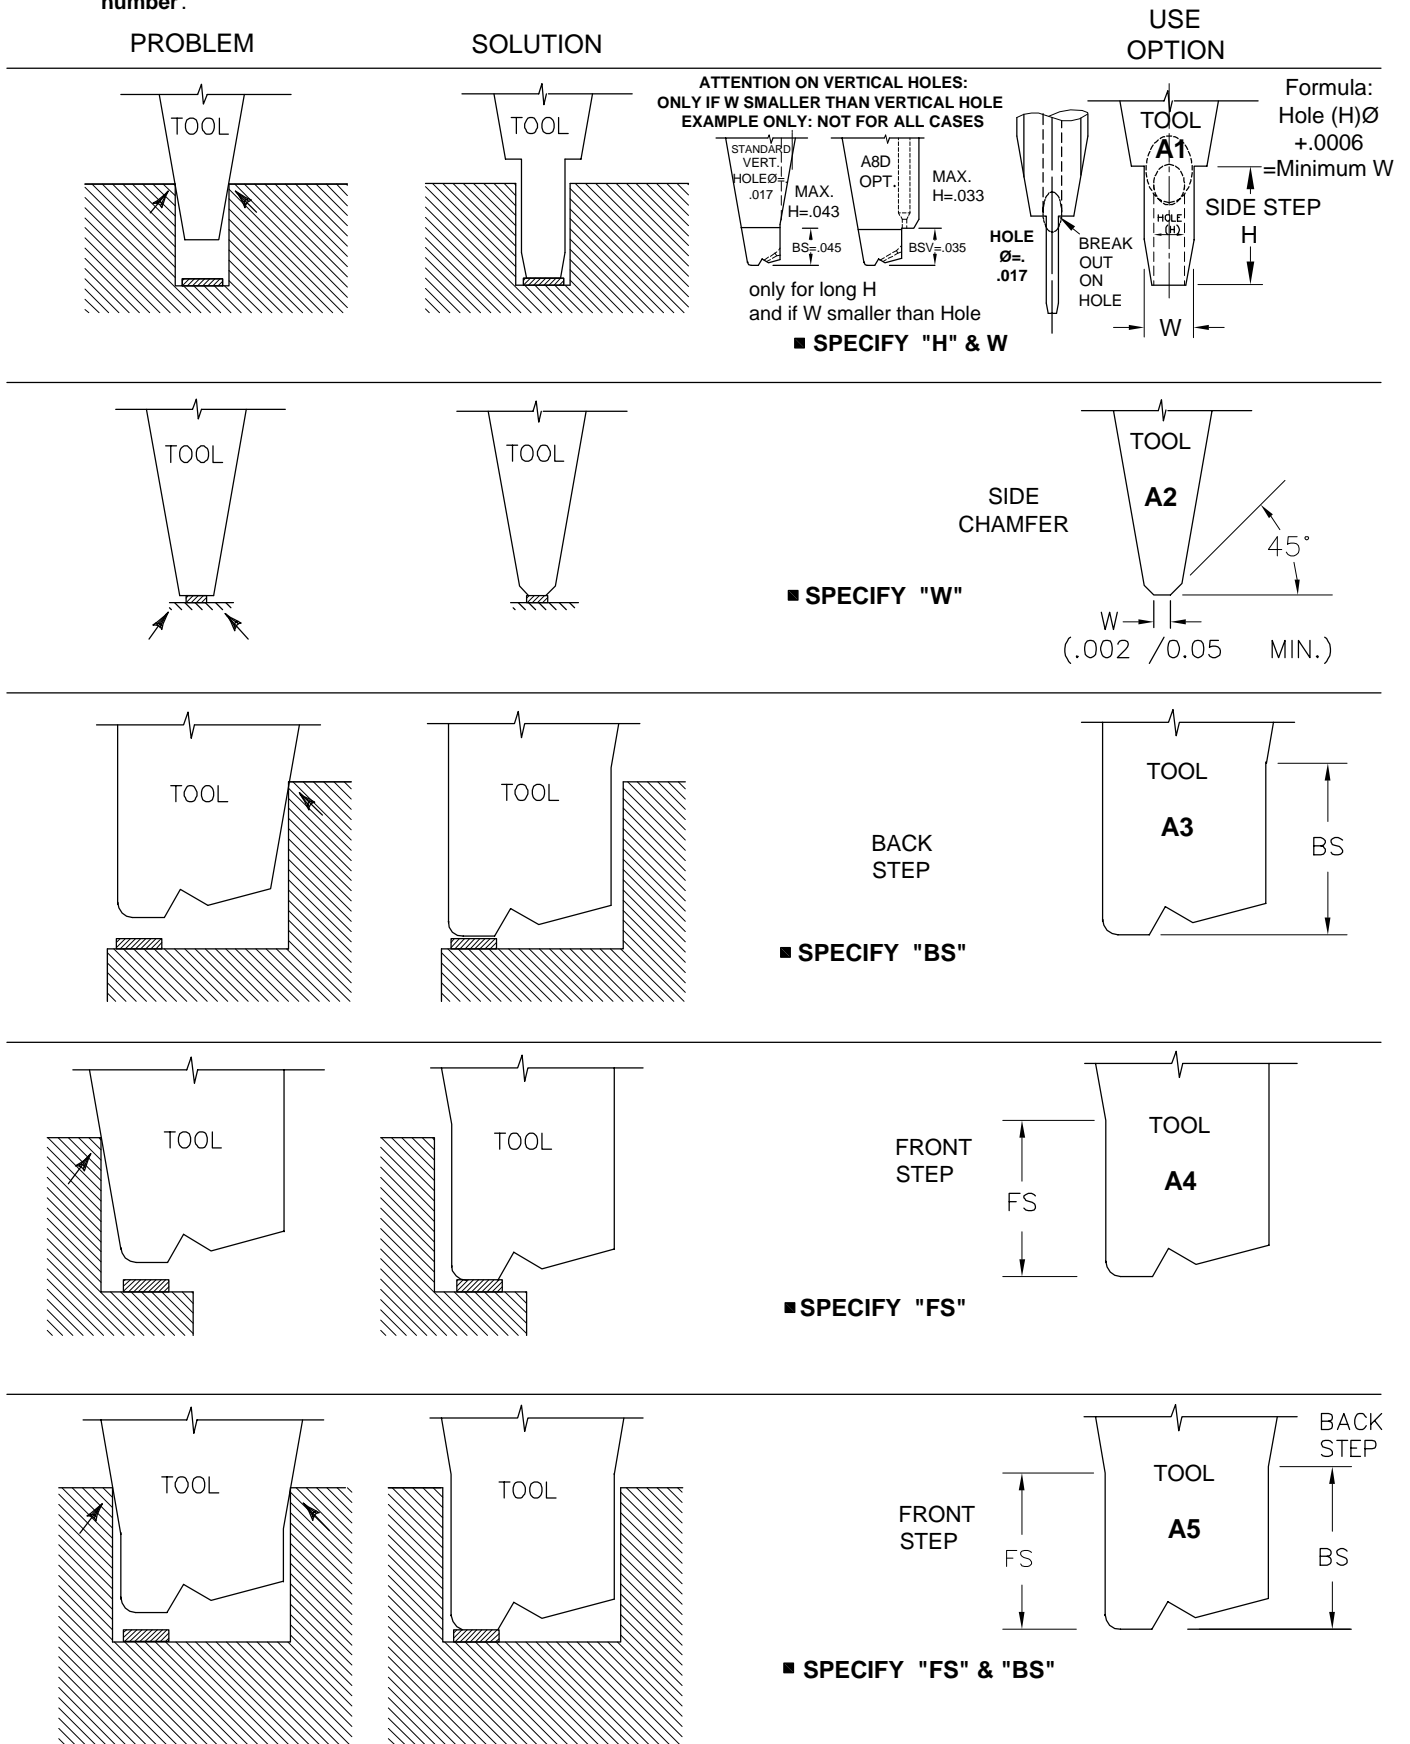 number.
PROBLEM
SOLUTION
USE
OPTION
TOOL
TOOL
ATTENTION ON VERTICAL HOLES:
ONLY IF W SMALLER THAN VERTICAL HOLE
EXAMPLE ONLY: NOT FOR ALL CASES
STANDARD
VERT.
HOLEØ=.
.017
MAX.
H=.043
BS=.045
A8D
OPT.
MAX.
H=.033
BSV=.035
only for long H
and if W smaller than Hole
■ SPECIFY "H" & W
HOLE
Ø=.
.017
BREAK
OUT
ON
HOLE
TOOL
A1
HOLE
(H)
W
SIDE STEP
H
Formula:
Hole (H)Ø
+.0006
=Minimum W
TOOL
TOOL
SIDE
CHAMFER
■ SPECIFY "W"
TOOL
A2
45°
W
(.002 /0.05 MIN.)
TOOL
TOOL
BACK
STEP
■ SPECIFY "BS"
TOOL
A3
BS
TOOL
TOOL
FRONT
STEP
■ SPECIFY "FS"
FS
TOOL
A4
TOOL
TOOL
FRONT
STEP
■ SPECIFY "FS" & "BS"
FS
TOOL
A5
BACK
STEP
BS